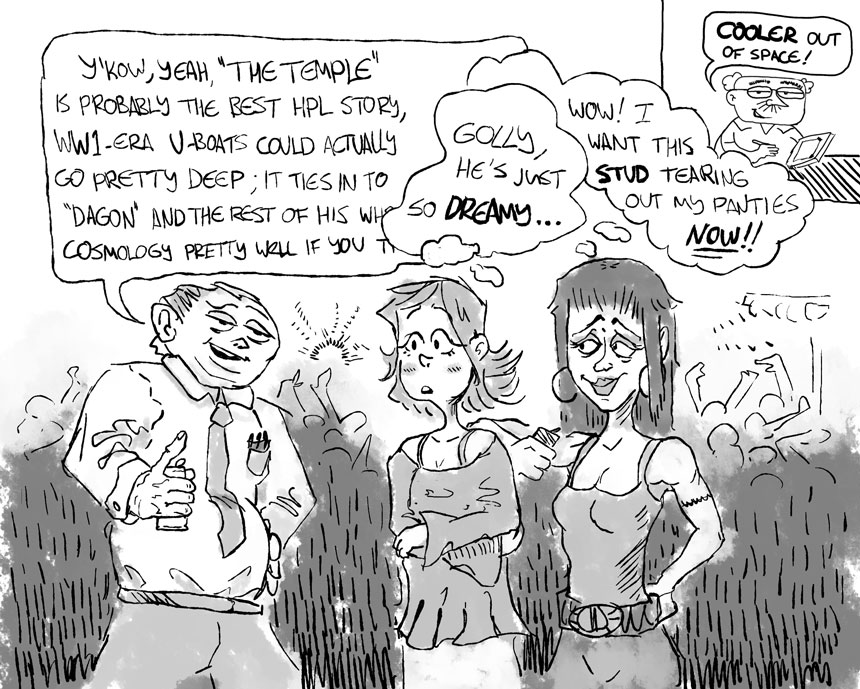 Y'KOW, YEAH, "THE TEMPLE"
IS PROBABLY THE BEST HPL STORY,
WW1-ERA U-BOATS COULD ACTUALLY
GO PRETTY DEEP; IT TIES IN TO
"DAGON" AND THE REST OF HIS WH
COSMOLOGY PRETTY WELL IF YOU T
GOLLY,
HE'S JUST
SO DREAMY...
WOW! I
WANT THIS
STUD TEARING
OUT MY PANTIES
NOW!!
COOLER OUT
OF SPACE!